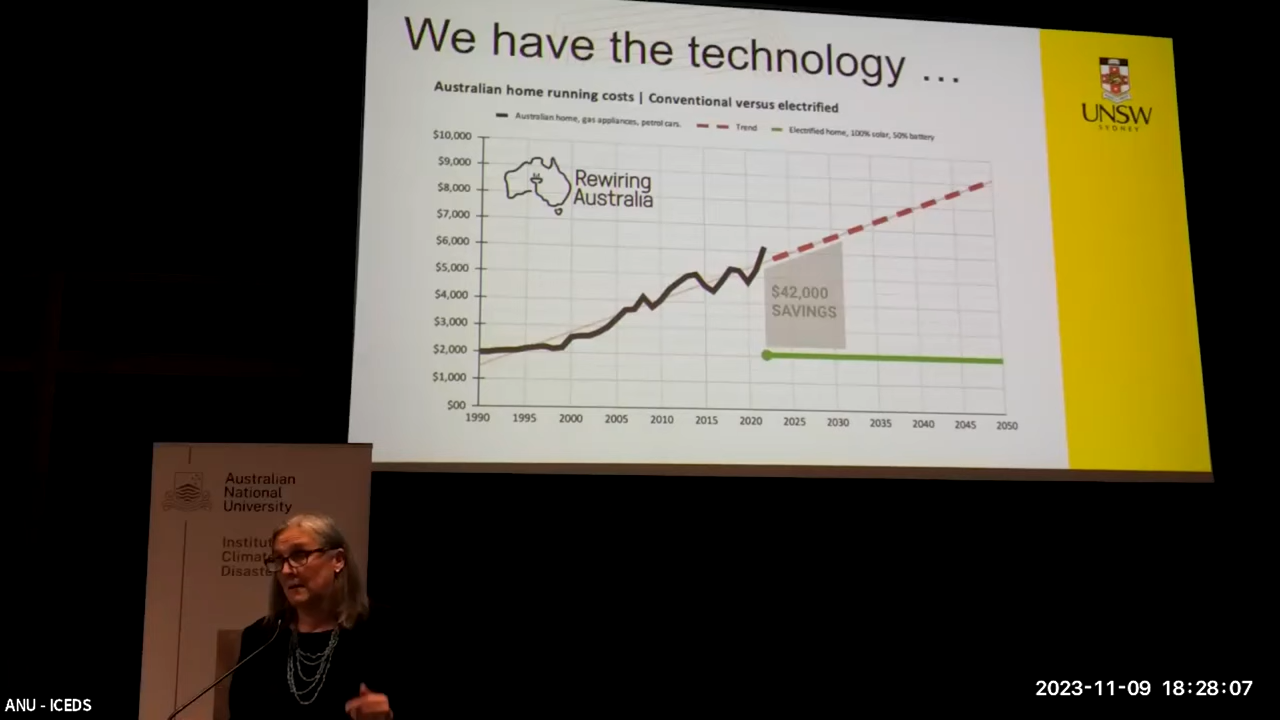 We have the technology ...
Australian home running costs | Conventional versus electrified
Australian home, gas appliances, petrol cars.
Trend
Electrified home, 100% solar, 50% battery
$10,000
$9,000
$8,000
$7,000
$6,000
$5,000
$4,000
$3,000
$2,000
$1,000
$00
Rewiring
Australia
$42,000
SAVINGS
1990 1995 2000 2005 2010 2015 2020 2025 2030 2035 2040 2045 2050
UNSW
SYDNEY
Australian
National
University
Institut
Climat
Disaste
ANU - ICEDS
2023-11-09 18:28:07